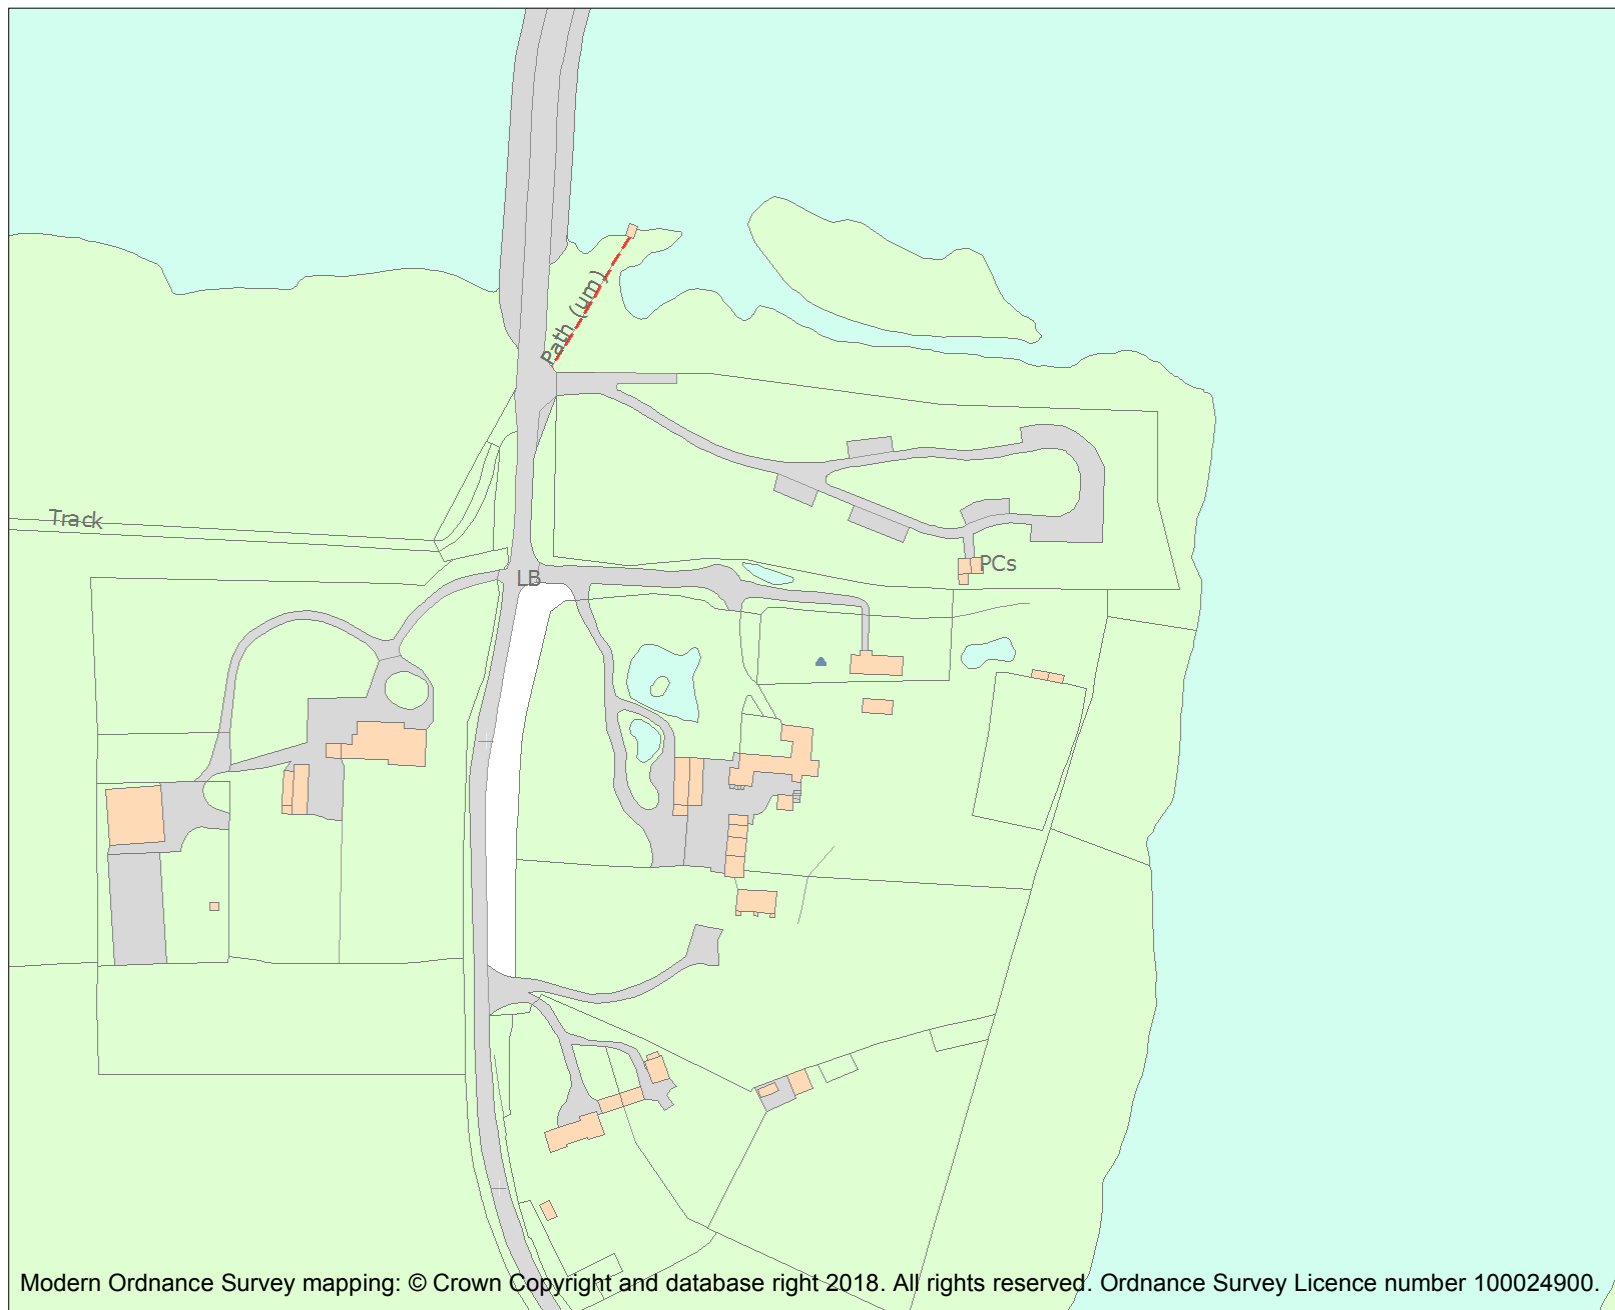 Path (um)
Track
PCs
LB
Modern Ordnance Survey mapping: © Crown Copyright and database right 2018. All rights reserved. Ordnance Survey Licence number 100024900.